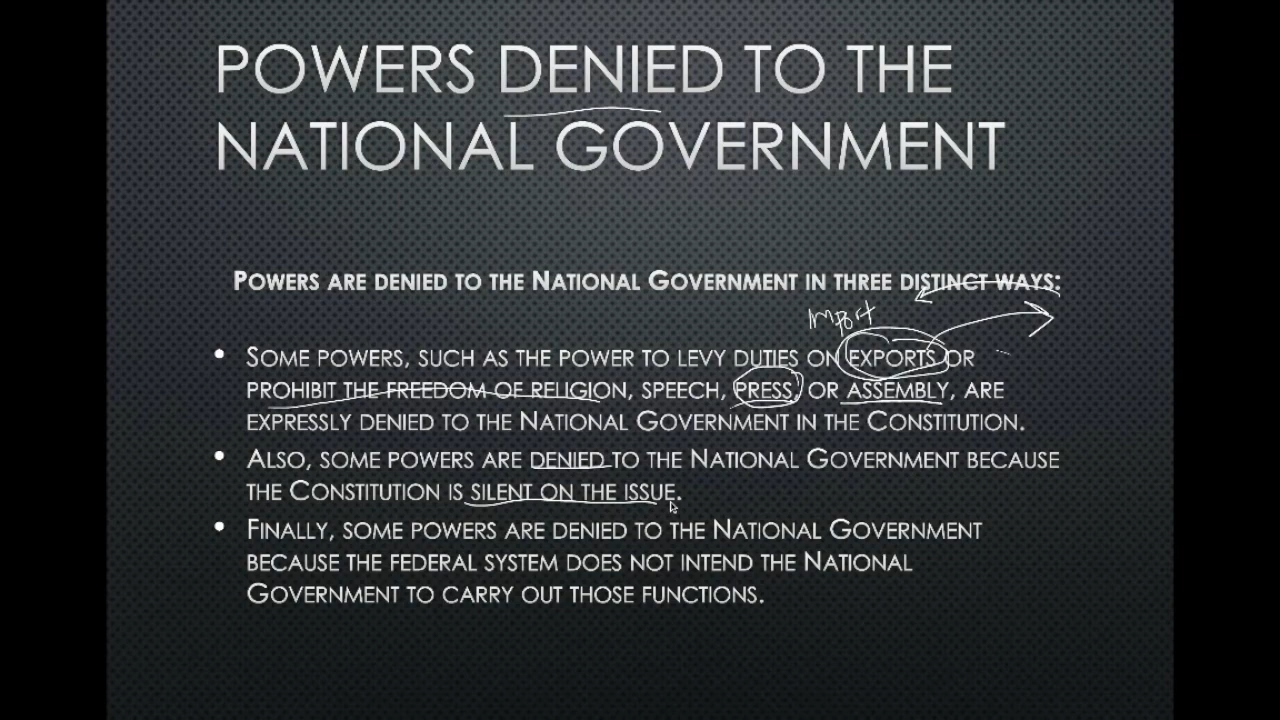 POWERS DENIED TO THE
NATIONAL GOVERNMENT
POWERS ARE DENIED TO THE NATIONAL GOVERNMENT IN THREE DISTINCT WAYS:
Import
• SOME POWERS, SUCH AS THE POWER TO LEVY DUTIES ON EXPORTS OR
PROHIBIT THE FREEDOM OF RELIGION, SPEECH, PRESS, OR ASSEMBLY, ARE
EXPRESSLY DENIED TO THE NATIONAL GOVERNMENT IN THE CONSTITUTION.
• ALSO, SOME POWERS ARE DENIED TO THE NATIONAL GOVERNMENT BECAUSE
THE CONSTITUTION IS SILENT ON THE ISSUE.
• FINALLY, SOME POWERS ARE DENIED TO THE NATIONAL GOVERNMENT
BECAUSE THE FEDERAL SYSTEM DOES NOT INTEND THE NATIONAL
GOVERNMENT TO CARRY OUT THOSE FUNCTIONS.